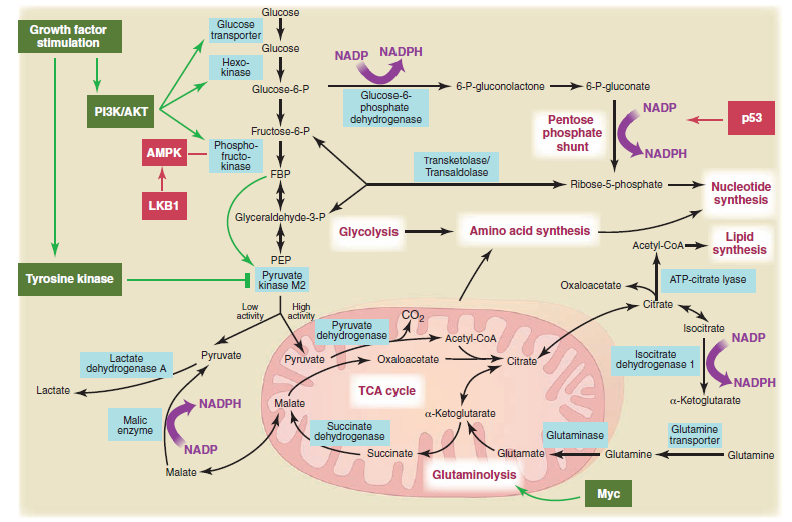 Glucose
Growth factor
stimulation
Glucose
transporter
Glucose
Hexo-
kinase
Glucose-6-P
NADP
NADPH
6-P-gluconolactone
6-P-gluconate
Glucose-6-
phosphate
dehydrogenase
PI3K/AKT
NADP
p53
Pentose
phosphate
shunt
NADPH
Fructose-6-P
AMPK
Phospho-
fructo-
kinase
FBP
Transketolase/
Transaldolase
Ribose-5-phosphate
Nucleotide
synthesis
LKB1
Glyceraldehyde-3-P
Glycolysis
Amino acid synthesis
Acetyl-CoA
Lipid
synthesis
PEP
Tyrosine kinase
Pyruvate
kinase M2
ATP-citrate lyase
Oxaloacetate
Citrate
Low
activity
High
activity
CO2
Pyruvate
dehydrogenase
Acetyl-CoA
Isocitrate
NADP
Lactate
dehydrogenase A
Pyruvate
Pyruvate
Oxaloacetate
Citrate
Isocitrate
dehydrogenase 1
NADPH
Lactate
TCA cycle
α-Ketoglutarate
NADPH
Malate
α-Ketoglutarate
Malic
enzyme
Succinate
dehydrogenase
Glutaminase
Glutamine
transporter
NADP
Succinate
Glutamate
Glutamine
Glutamine
Malate
Glutaminolysis
Myc